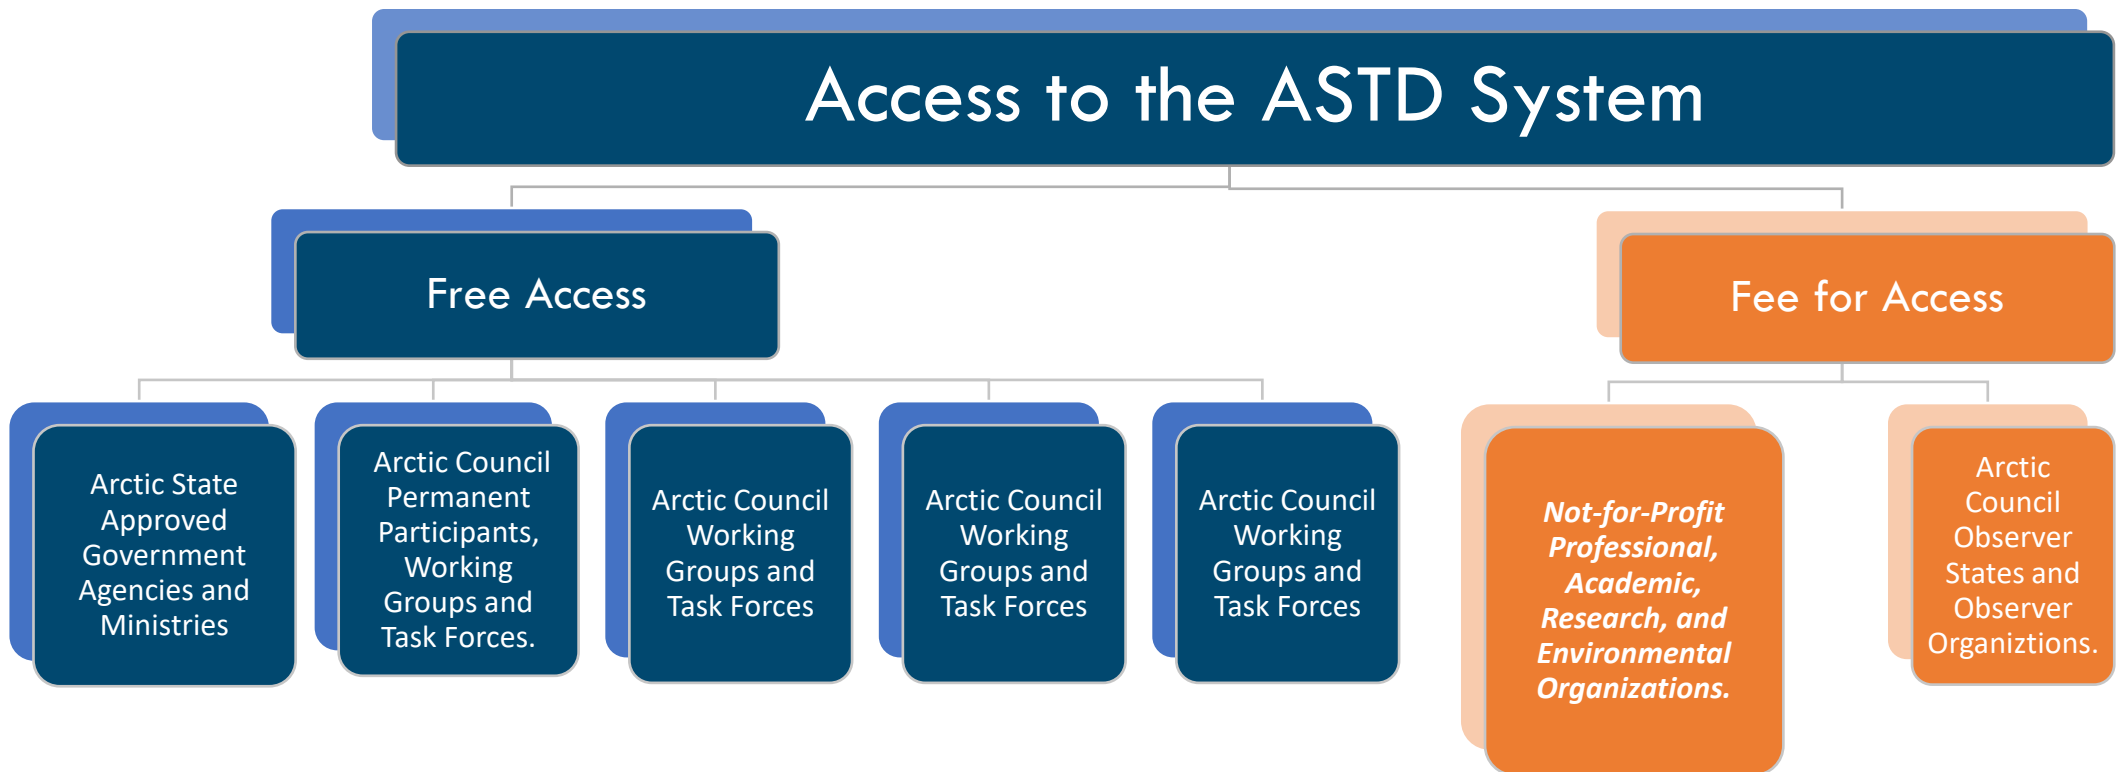 Access to the ASTD System
Free Access
Fee for Access
Arctic State
Approved
Government
Agencies and
Ministries
Arctic Council
Permanent
Participants,
Working
Groups and
Task Forces.
Arctic Council
Working
Groups and
Task Forces
Arctic Council
Working
Groups and
Task Forces
Arctic Council
Working
Groups and
Task Forces
Not-for-Profit
Professional,
Academic,
Research, and
Environmental
Organizations.
Arctic
Council
Observer
States and
Observer
Organiztions.